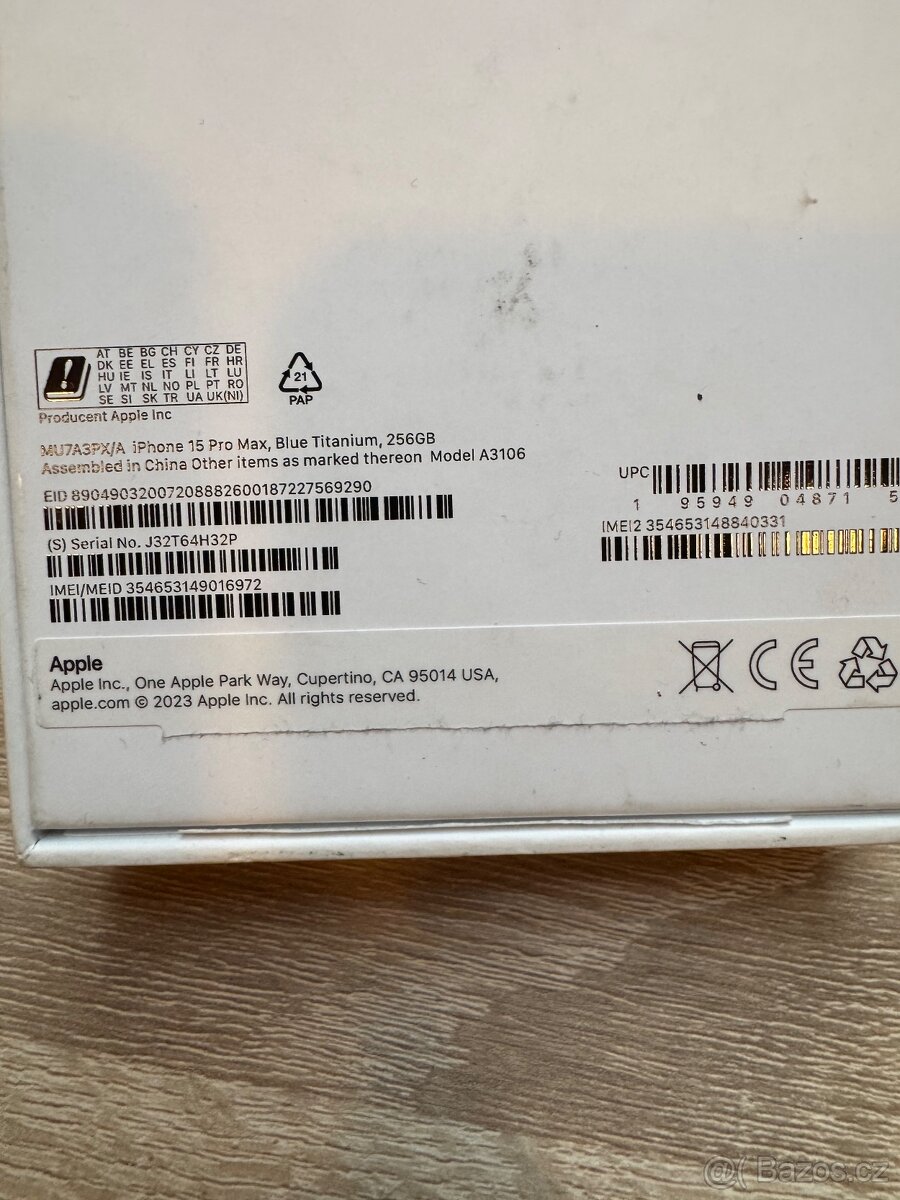 AT BE BG CH CY CZ DE
DK EE EL ES FI FR HR
HU IE IS IT LI LT LU
LV MT NL NO PL PT RO
SE SI SK TR UA UK(NI)
21
PAP
Producent Apple Inc
MU7A3PX/A iPhone 15 Pro Max, Blue Titanium, 256GB
Assembled in China Other items as marked thereon Model A3106
EID 89049032007208882600187227569290
UPC
1 95949 04871 5
(S) Serial No. J32T64H32P
IMEI2 354653148840331
IMEI/MEID 354653149016972
Apple
Apple Inc., One Apple Park Way, Cupertino, CA 95014 USA,
apple.com © 2023 Apple Inc. All rights reserved.
CE
Bazos.cz